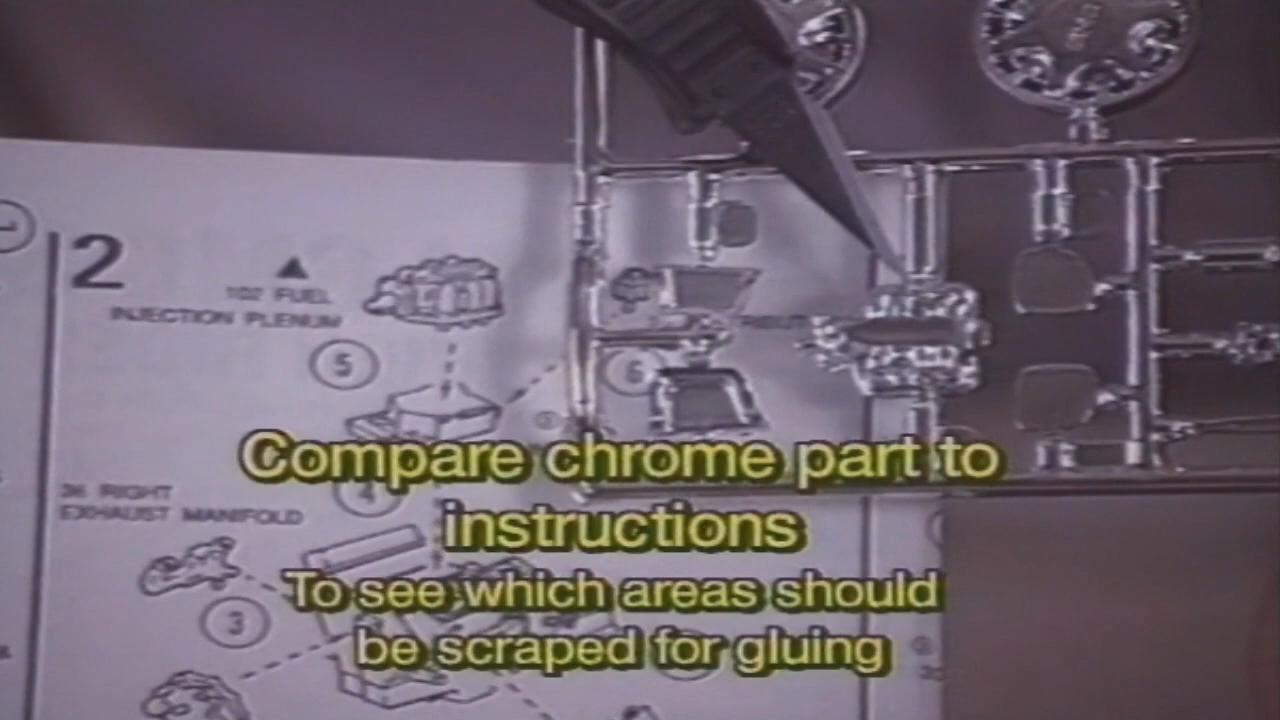 2
102 FUEL
INJECTION PLENUM
5
6
Compare chrome part to
instructions
4
36 RIGHT
EXHAUST MANIFOLD
To see which areas should
be scraped for gluing
3